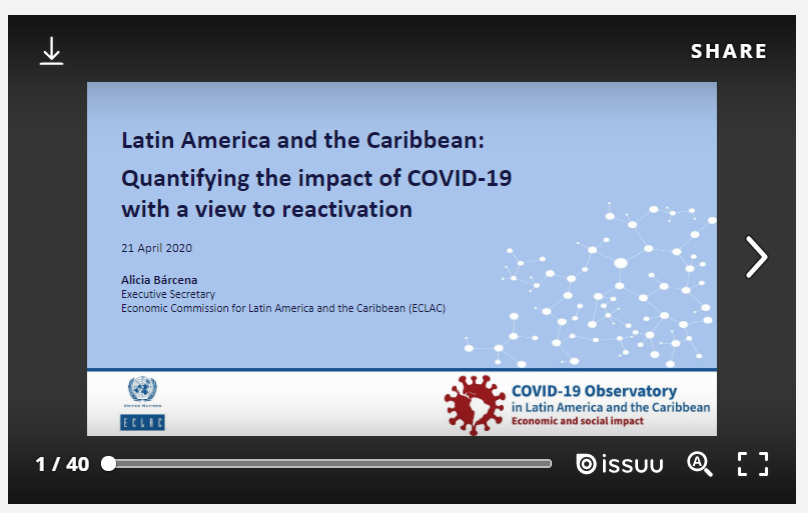 SHARE
Latin America and the Caribbean:
Quantifying the impact of COVID-19
with a view to reactivation
21 April 2020
Alicia Bárcena
Executive Secretary
Economic Commission for Latin America and the Caribbean (ECLAC)
UNITED NATIONS
ECLAC
COVID-19 Observatory
in Latin America and the Caribbean
Economic and social impact
1 / 40
issuu
A